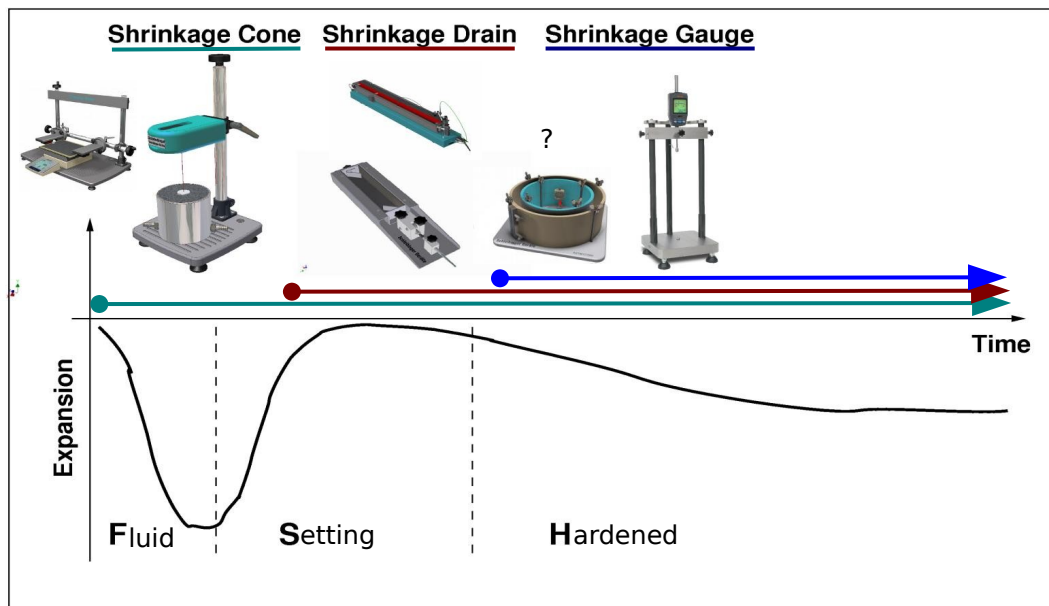 Shrinkage Cone
Shrinkage Drain
Shrinkage Gauge
?
Time
Expansion
Fluid
Setting
Hardened